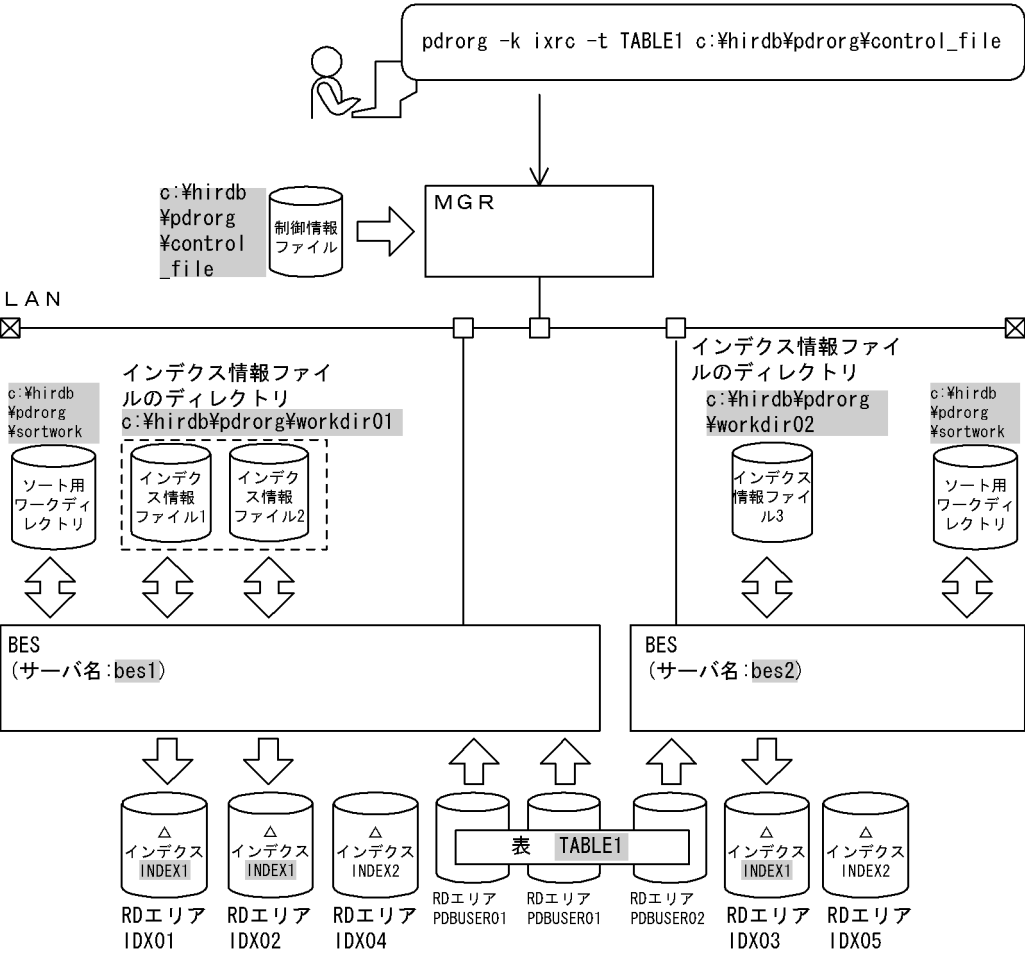 pdrorg -k ixrc -t TABLE1 c:¥hirdb¥pdrorg¥control_file
c:¥hirdb
¥pdrorg
¥control
_file
制御情報
ファイル
MGR
LAN
インデクス情報ファイ
ルのディレクトリ
c:¥hirdb¥pdrorg¥workdir01
c:¥hirdb
¥pdrorg
¥sortwork
ソート用
ワークディ
レクトリ
インデク
ス情報
ファイル1
インデク
ス情報
ファイル2
インデクス情報ファイ
ルのディレクトリ
c:¥hirdb¥pdrorg
¥workdir02
インデクス
情報ファイ
ル3
c:¥hirdb
¥pdrorg
¥sortwork
ソート用
ワークディ
レクトリ
BES
(サーバ名:bes1)
BES
(サーバ名:bes2)
△
インデクス
INDEX1
RDエリア
IDX01
△
インデクス
INDEX1
RDエリア
IDX02
△
インデクス
INDEX2
RDエリア
IDX04
表 TABLE1
RDエリア
PDBUSER01
RDエリア
PDBUSER01
RDエリア
PDBUSER02
△
インデクス
INDEX1
RDエリア
IDX03
△
インデクス
INDEX2
RDエリア
IDX05